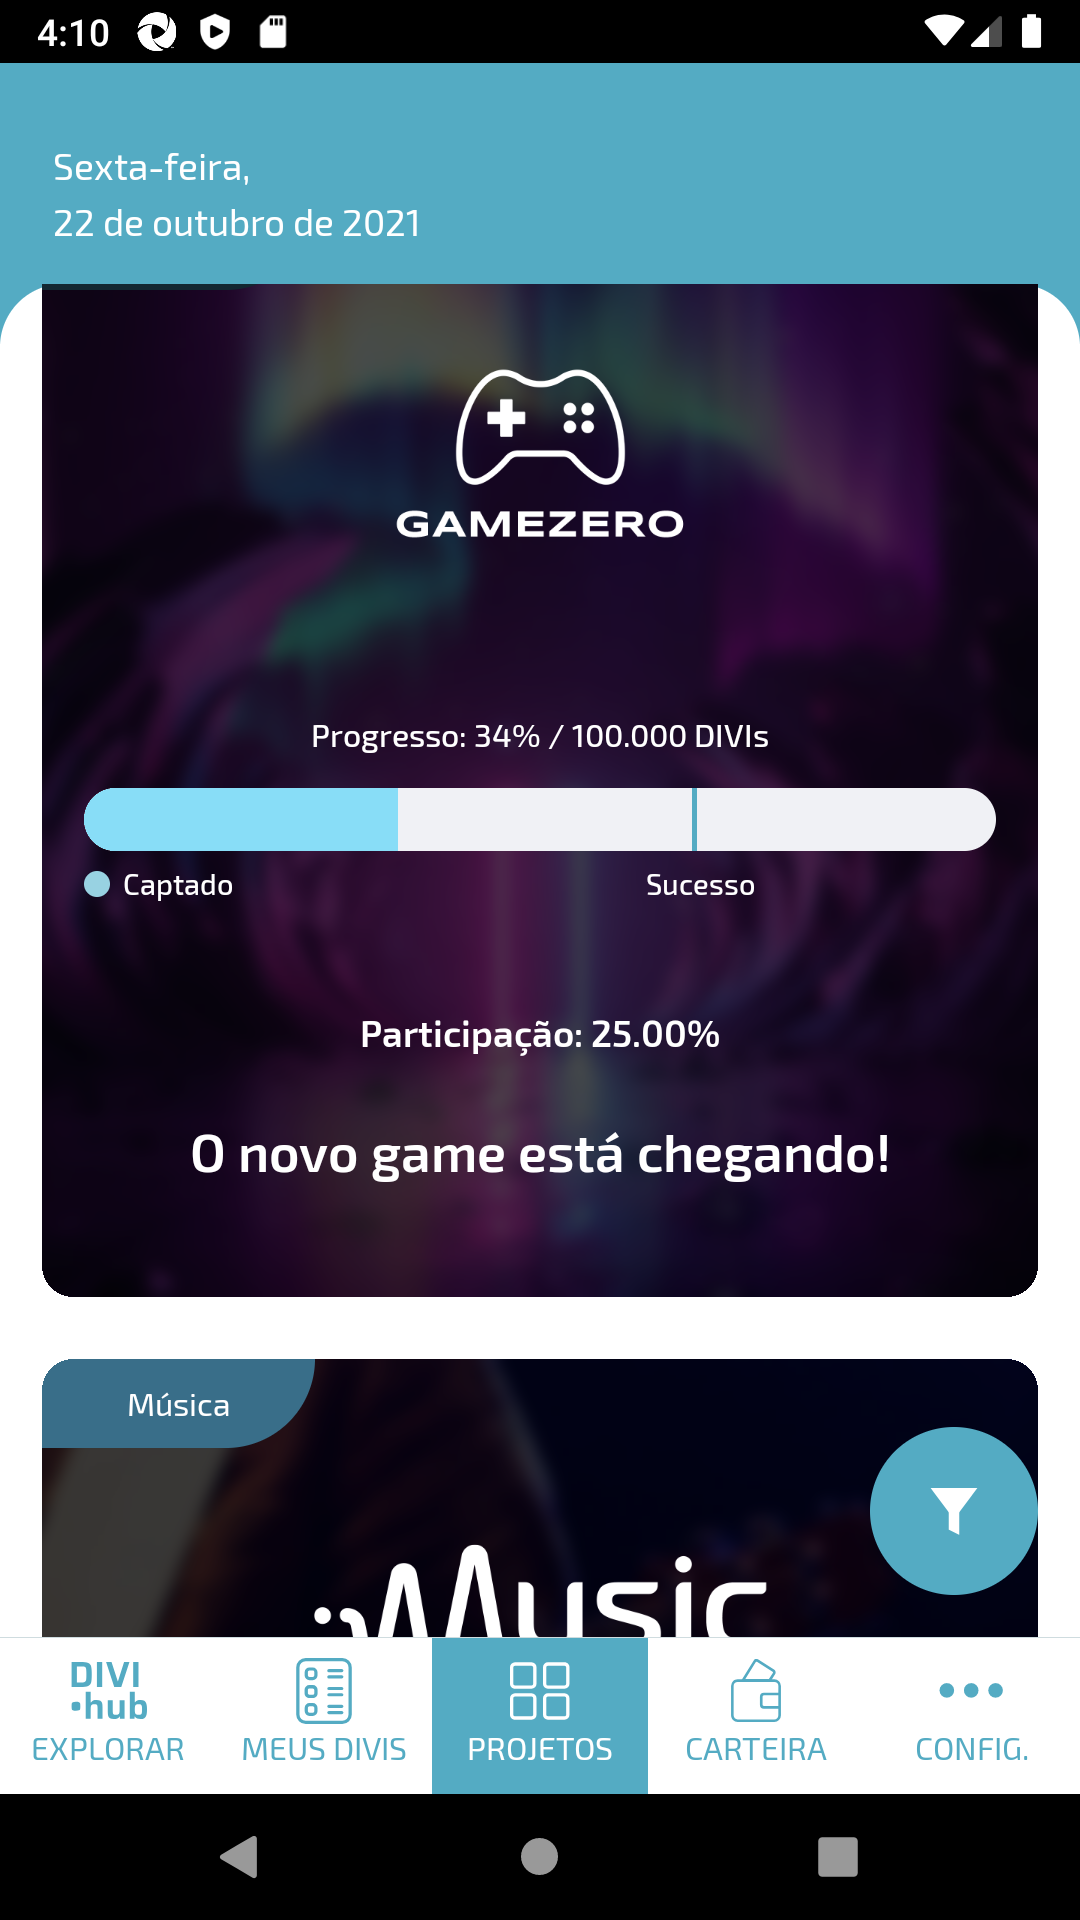 4:10
Sexta-feira,
22 de outubro de 2021
GAMEZERO
Progresso: 34% / 100.000 DIVIs
Captado
Sucesso
Participação: 25.00%
O novo game está chegando!
Música
Music
DIVI
hub
EXPLORAR
MEUS DIVIS
PROJETOS
CARTEIRA
CONFIG.